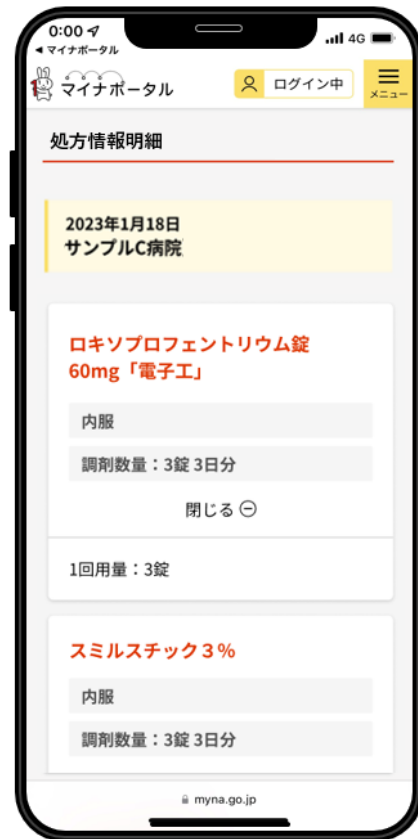 0:00
4G
マイナポータル
マイナポータル
ログイン中
メニュー
処方情報明細
2023年1月18日
サンプルC病院
ロキソプロフェントリウム錠
60mg「電子工」
内服
調剤数量：3錠 3日分
閉じる
1回用量：3錠
スミルスチック３％
内服
調剤数量：3錠 3日分
myna.go.jp